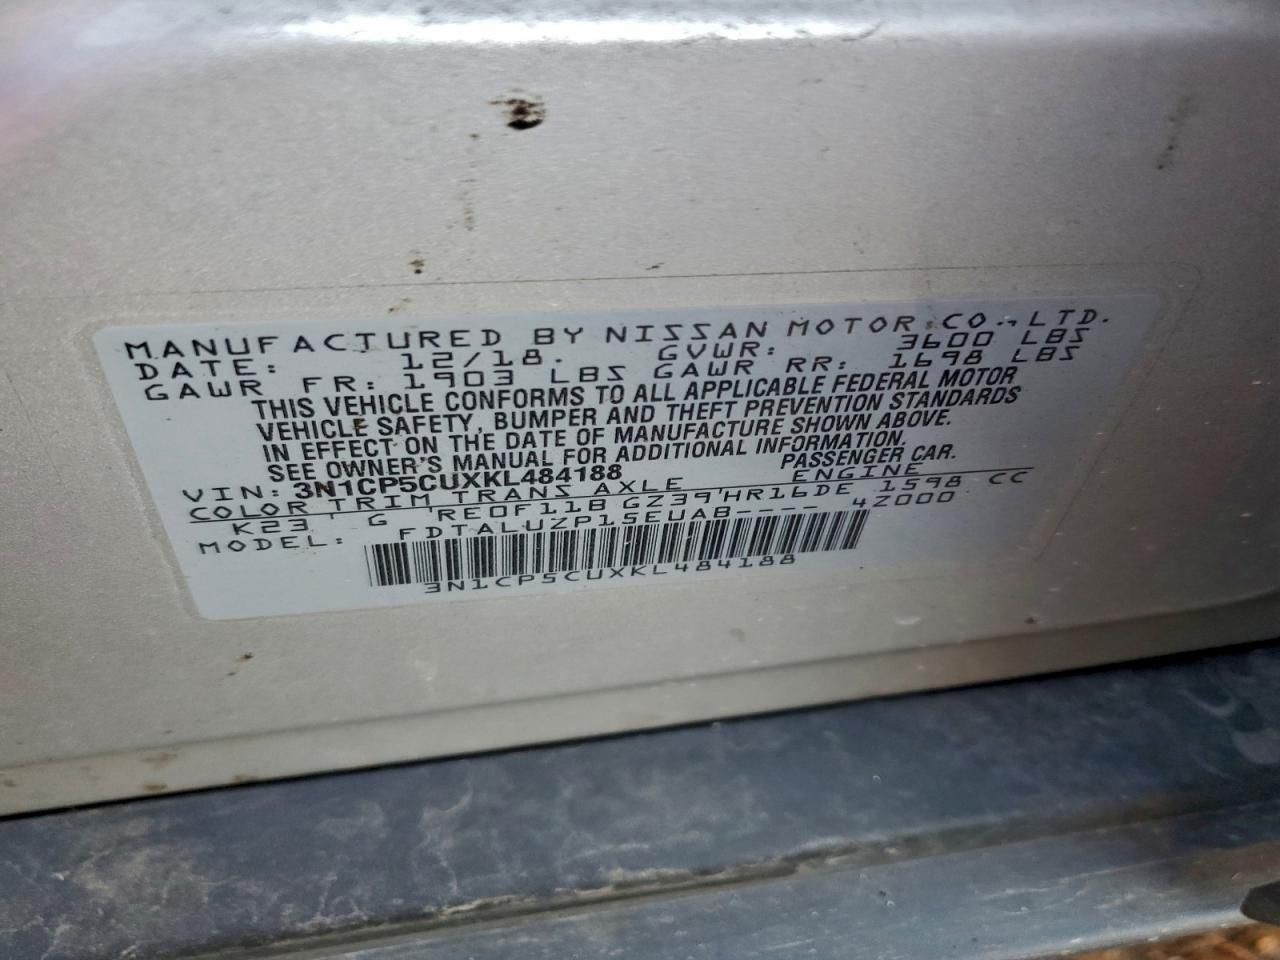 MANUFACTURED BY NISSAN MOTOR CO., LTD.
DATE: 12/18. GVWR: 3600 LBS
GAWR FR: 1903 LBS GAWR RR: 1698 LBS
THIS VEHICLE CONFORMS TO ALL APPLICABLE FEDERAL MOTOR
VEHICLE SAFETY, BUMPER AND THEFT PREVENTION STANDARDS
IN EFFECT ON THE DATE OF MANUFACTURE SHOWN ABOVE.
SEE OWNER'S MANUAL FOR ADDITIONAL INFORMATION.
VIN: 3N1CP5CUXKL484188 PASSENGER CAR.
COLOR TRIM TRANS AXLE ENGINE
K23 G RE0F11B GZ39 HR16DE 1598 CC
MODEL: FDTALUZP15EUAB---- 4Z000
3N1CP5CUXKL484188